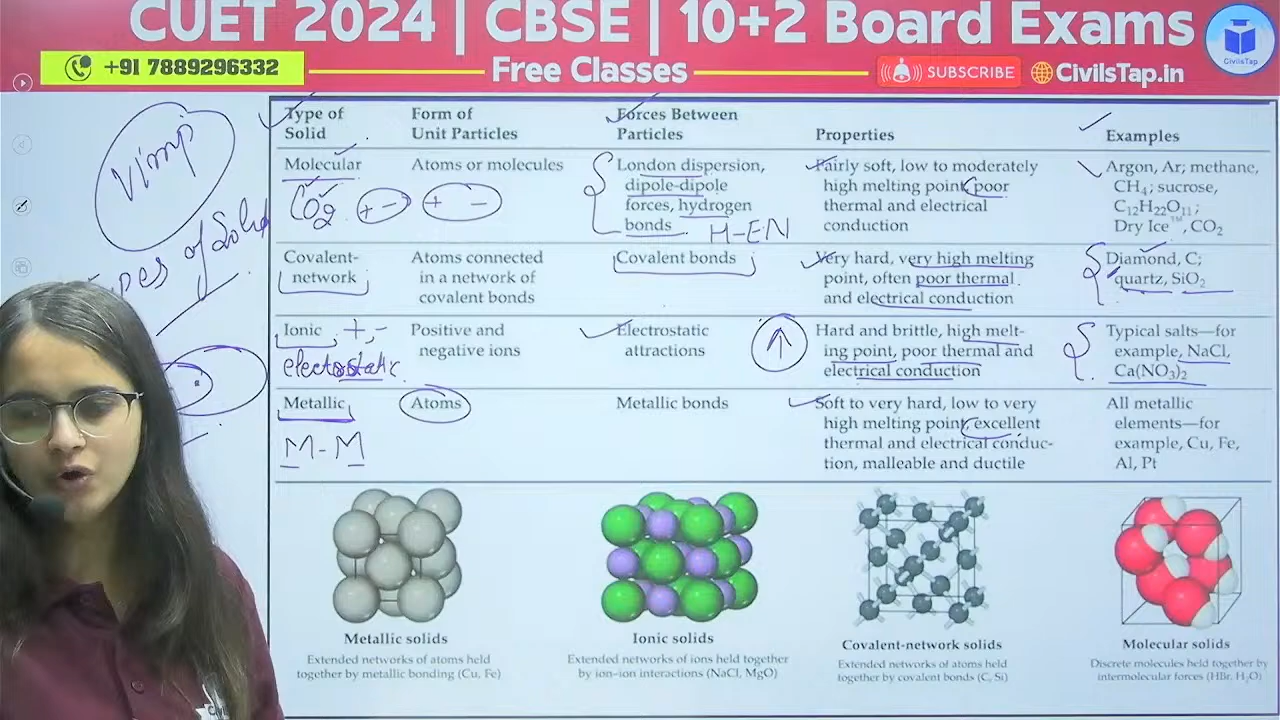 CUET 2024 | CBSE | 10+2 Board Exams
+91 7889296332
Free Classes
SUBSCRIBE
CivilsTap.in
CivilsTap
V.imp
Types of Solid
Type of
Solid
Form of
Unit Particles
Forces Between
Particles
Properties
Examples
Molecular
CO2
+ -
+ -
Atoms or molecules
London dispersion,
dipole-dipole
forces, hydrogen
bonds
H-EN
Fairly soft, low to moderately
high melting point, poor
thermal and electrical
conduction
Argon, Ar; methane,
CH4; sucrose,
C12H22O11;
Dry Ice™, CO2
Covalent-
network
Atoms connected
in a network of
covalent bonds
Covalent bonds
Very hard, very high melting
point, often poor thermal
and electrical conduction
Diamond, C;
quartz, SiO2
Ionic +, -
electrostatic
Positive and
negative ions
Electrostatic
attractions
Hard and brittle, high melt-
ing point, poor thermal and
electrical conduction
Typical salts—for
example, NaCl,
Ca(NO3)2
Metallic
M-M
Atoms
Metallic bonds
Soft to very hard, low to very
high melting point, excellent
thermal and electrical conduc-
tion, malleable and ductile
All metallic
elements—for
example, Cu, Fe,
Al, Pt
Metallic solids
Extended networks of atoms held
together by metallic bonding (Cu, Fe)
Ionic solids
Extended networks of ions held together
by ion–ion interactions (NaCl, MgO)
Covalent-network solids
Extended networks of atoms held
together by covalent bonds (C, Si)
Molecular solids
Discrete molecules held together by
intermolecular forces (HBr, H2O)